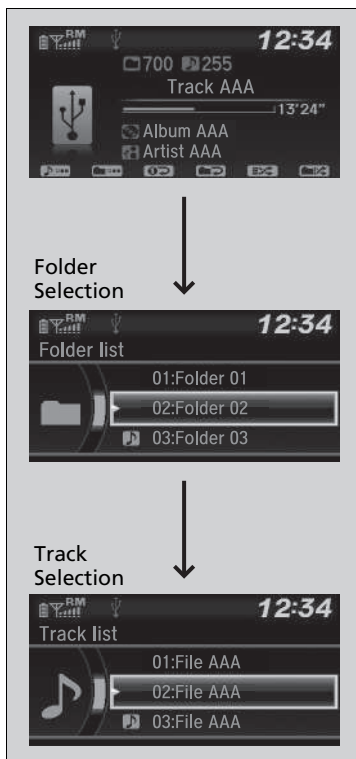 RM 12:34
700 255
Track AAA
13'24"
Album AAA
Artist AAA
Folder
Selection
RM 12:34
Folder list
01:Folder 01
02:Folder 02
03:Folder 03
Track
Selection
RM 12:34
Track list
01:File AAA
02:File AAA
03:File AAA